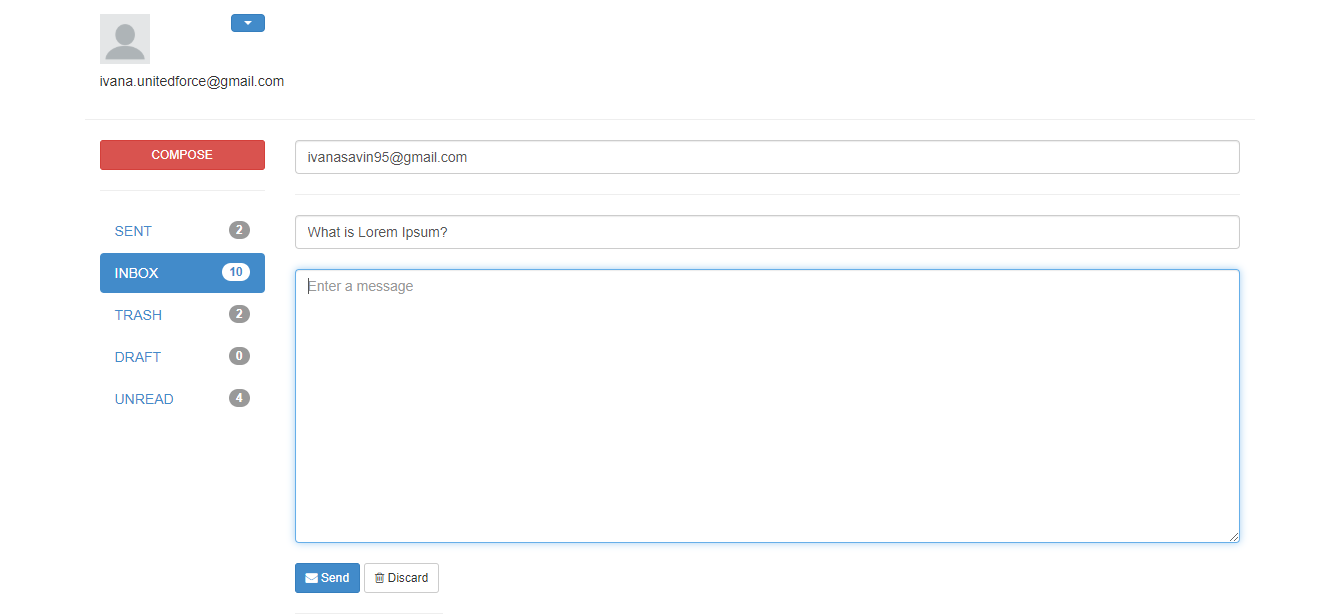 ivana.unitedforce@gmail.com
COMPOSE
SENT 2
INBOX 10
TRASH 2
DRAFT 0
UNREAD 4
ivanasavin95@gmail.com
What is Lorem Ipsum?
Enter a message
Send Discard